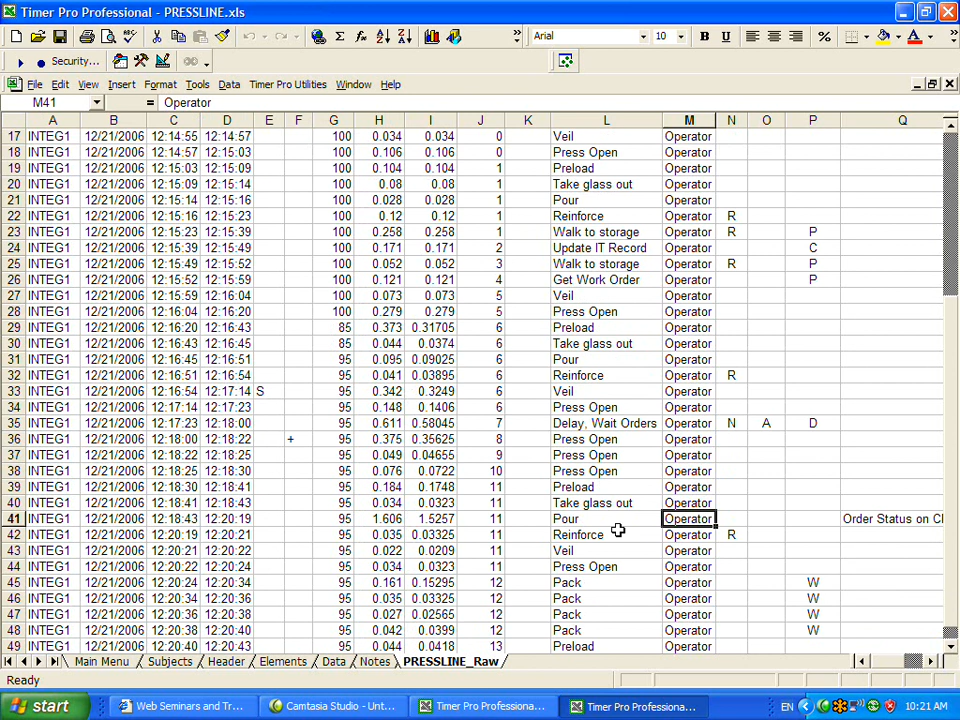 Timer Pro Professional - PRESSLINE.xls
Arial 10 B U %
Security...
File Edit View Insert Format Tools Data Timer Pro Utilities Window Help
M41 = Operator
A B C D E F G H I J K L M N O P Q
17 INTEG1 12/21/2006 12:14:55 12:14:57 100 0.034 0.034 0 Veil Operator
18 INTEG1 12/21/2006 12:14:57 12:15:03 100 0.106 0.106 0 Press Open Operator
19 INTEG1 12/21/2006 12:15:03 12:15:09 100 0.104 0.104 1 Preload Operator
20 INTEG1 12/21/2006 12:15:09 12:15:14 100 0.08 0.08 1 Take glass out Operator
21 INTEG1 12/21/2006 12:15:14 12:15:16 100 0.028 0.028 1 Pour Operator
22 INTEG1 12/21/2006 12:15:16 12:15:23 100 0.12 0.12 1 Reinforce Operator R
23 INTEG1 12/21/2006 12:15:23 12:15:39 100 0.258 0.258 1 Walk to storage Operator R P
24 INTEG1 12/21/2006 12:15:39 12:15:49 100 0.171 0.171 2 Update IT Record Operator C
25 INTEG1 12/21/2006 12:15:49 12:15:52 100 0.052 0.052 3 Walk to storage Operator R P
26 INTEG1 12/21/2006 12:15:52 12:15:59 100 0.121 0.121 4 Get Work Order Operator P
27 INTEG1 12/21/2006 12:15:59 12:16:04 100 0.073 0.073 5 Veil Operator
28 INTEG1 12/21/2006 12:16:04 12:16:20 100 0.279 0.279 5 Press Open Operator
29 INTEG1 12/21/2006 12:16:20 12:16:43 85 0.373 0.31705 6 Preload Operator
30 INTEG1 12/21/2006 12:16:43 12:16:45 85 0.044 0.0374 6 Take glass out Operator
31 INTEG1 12/21/2006 12:16:45 12:16:51 95 0.095 0.09025 6 Pour Operator
32 INTEG1 12/21/2006 12:16:51 12:16:54 95 0.041 0.03895 6 Reinforce Operator R
33 INTEG1 12/21/2006 12:16:54 12:17:14 S 95 0.342 0.3249 6 Veil Operator
34 INTEG1 12/21/2006 12:17:14 12:17:23 95 0.148 0.1406 6 Press Open Operator
35 INTEG1 12/21/2006 12:17:23 12:18:00 95 0.611 0.58045 7 Delay, Wait Orders Operator N A D
36 INTEG1 12/21/2006 12:18:00 12:18:22 + 95 0.375 0.35625 8 Press Open Operator
37 INTEG1 12/21/2006 12:18:22 12:18:25 95 0.049 0.04655 9 Press Open Operator
38 INTEG1 12/21/2006 12:18:25 12:18:30 95 0.076 0.0722 10 Press Open Operator
39 INTEG1 12/21/2006 12:18:30 12:18:41 95 0.184 0.1748 11 Preload Operator
40 INTEG1 12/21/2006 12:18:41 12:18:43 95 0.034 0.0323 11 Take glass out Operator
41 INTEG1 12/21/2006 12:18:43 12:20:19 95 1.606 1.5257 11 Pour Operator Order Status on Cl
42 INTEG1 12/21/2006 12:20:19 12:20:21 95 0.035 0.03325 11 Reinforce Operator R
43 INTEG1 12/21/2006 12:20:21 12:20:22 95 0.022 0.0209 11 Veil Operator
44 INTEG1 12/21/2006 12:20:22 12:20:24 95 0.034 0.0323 11 Press Open Operator
45 INTEG1 12/21/2006 12:20:24 12:20:34 95 0.161 0.15295 12 Pack Operator W
46 INTEG1 12/21/2006 12:20:34 12:20:36 95 0.035 0.03325 12 Pack Operator W
47 INTEG1 12/21/2006 12:20:36 12:20:38 95 0.027 0.02565 12 Pack Operator W
48 INTEG1 12/21/2006 12:20:38 12:20:40 95 0.042 0.0399 12 Pack Operator W
49 INTEG1 12/21/2006 12:20:40 12:20:43 95 0.044 0.0418 13 Preload Operator
Main Menu Subjects Header Elements Data Notes PRESSLINE_Raw
Ready
start Web Seminars and Tr... Camtasia Studio - Unt... Timer Pro Professional... Timer Pro Professional... EN 10:21 AM